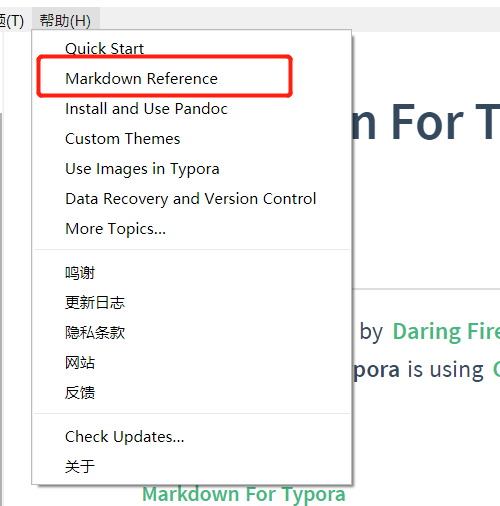 题(T) 帮助(H)
Quick Start
Markdown Reference
Install and Use Pandoc
Custom Themes
Use Images in Typora
Data Recovery and Version Control
More Topics...
鸣谢
更新日志
隐私条款
网站
反馈
Check Updates...
关于
n For T
by Daring Fire
pora is using
Markdown For Typora